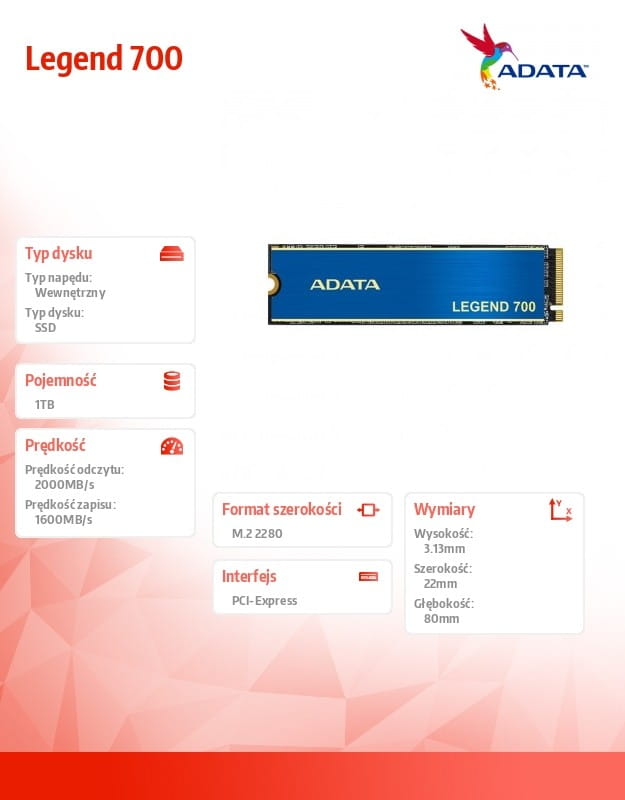 Legend 700
ADATA™
ADATA
LEGEND 700
Typ dysku
Typ napędu:
Wewnętrzny
Typ dysku:
SSD
Pojemność
1TB
Prędkość
Prędkość odczytu:
2000MB/s
Prędkość zapisu:
1600MB/s
Format szerokości
M.2 2280
Interfejs
PCI-Express
Wymiary
Y
X
Wysokość:
3.13mm
Szerokość:
22mm
Głębokość:
80mm